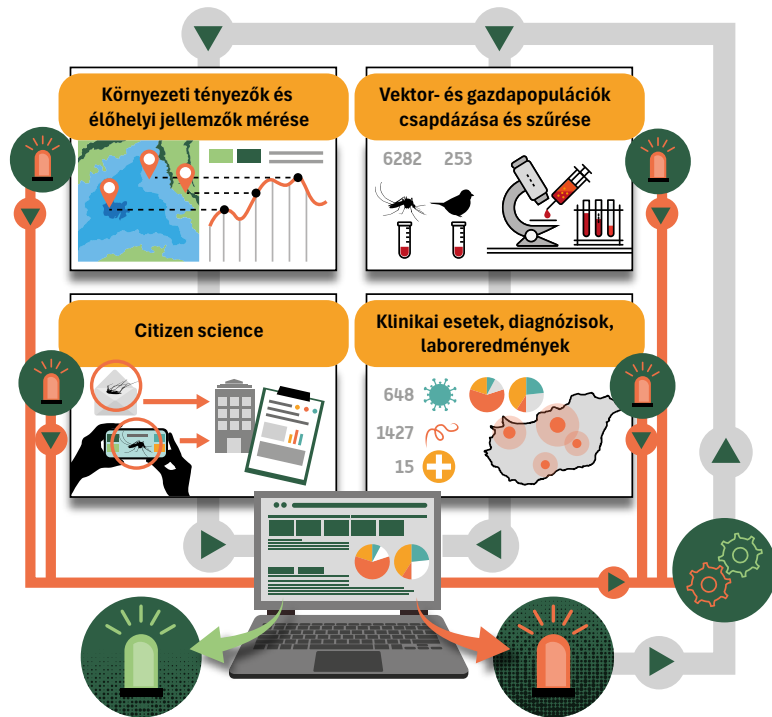 Környezeti tényezők és
élőhelyi jellemzők mérése
Vektor- és gazdapopulációk
csapdázása és szűrése
6282 253
Citizen science
Klinikai esetek, diagnózisok,
laboreredmények
648
1427
15